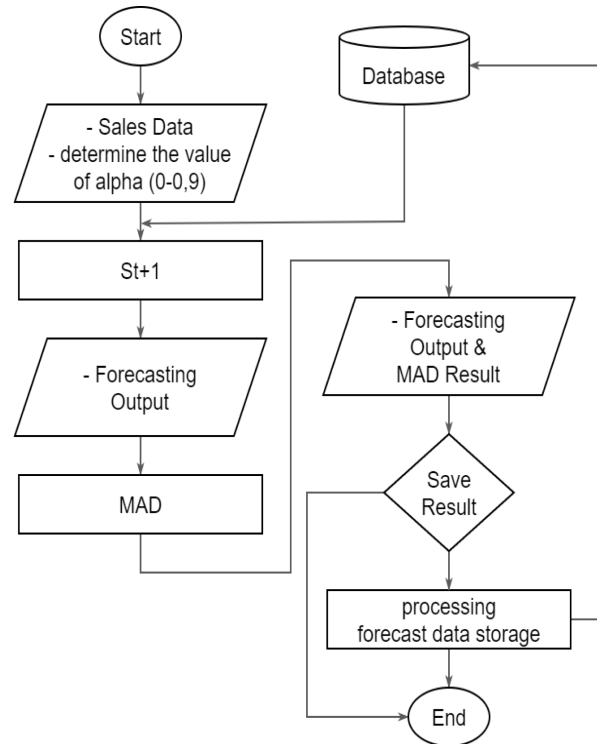 Start
Database
- Sales Data
- determine the value
of alpha (0-0,9)
St+1
- Forecasting
Output
MAD
- Forecasting
Output &
MAD Result
Save
Result
processing
forecast data storage
End